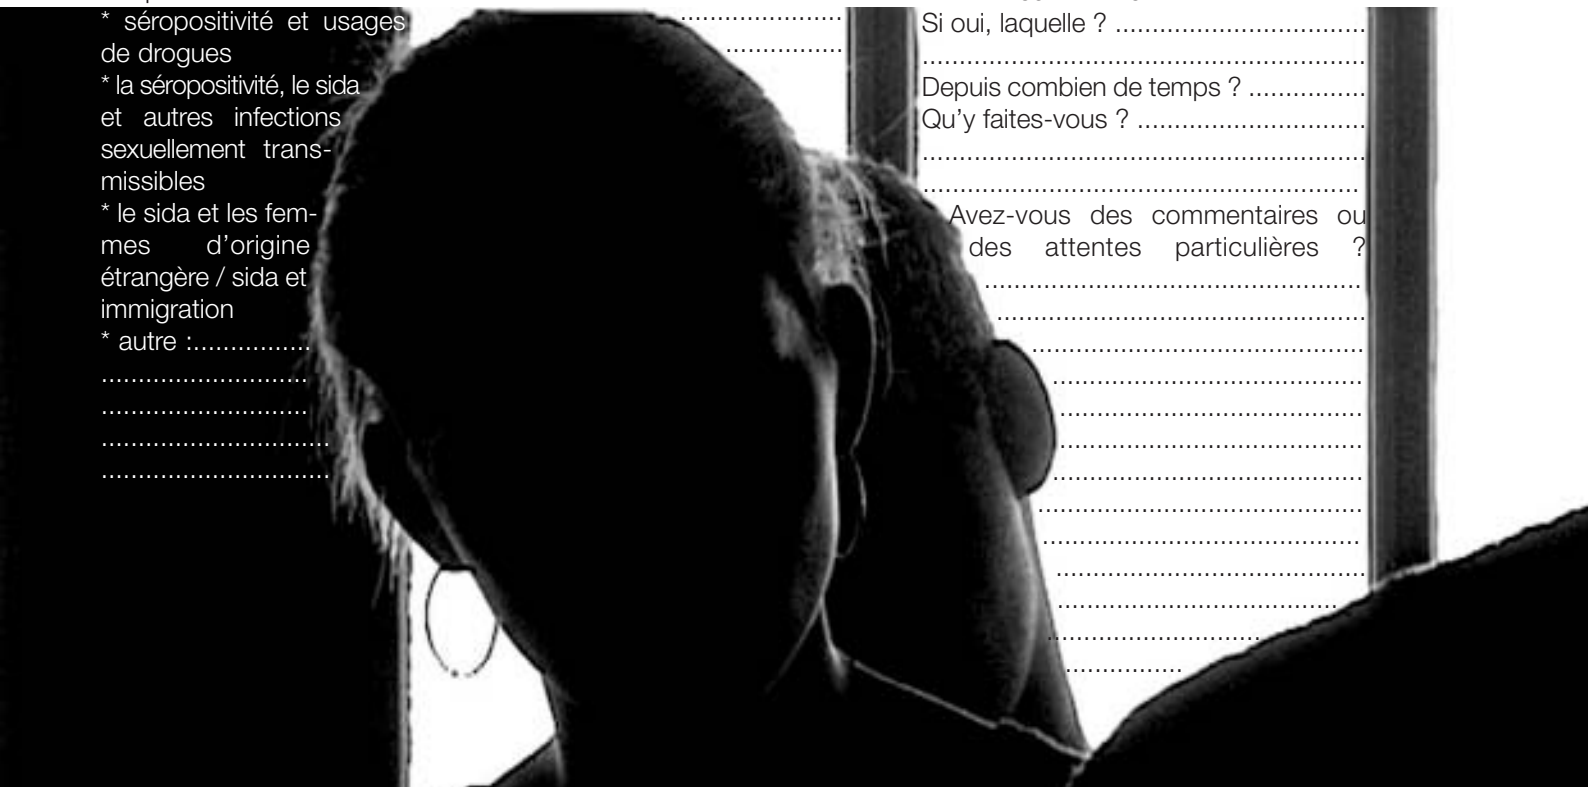 * séropositivité et usages
de drogues
* la séropositivité, le sida
et autres infections
sexuellement trans-
missibles
* le sida et les fem-
mes d'origine
étrangère / sida et
immigration
* autre :................
............................
............................
...............................
...............................
......................
................
Si oui, laquelle ? ..................................
............................................................
Depuis combien de temps ? ................
Qu'y faites-vous ? ...............................
............................................................
...........................................................
Avez-vous des commentaires ou
des attentes particulières ?
...................................................
..................................................
.............................................
..........................................
.........................................
.........................................
.........................................
............................................
...........................................
..........................................
......................................
.............................
................